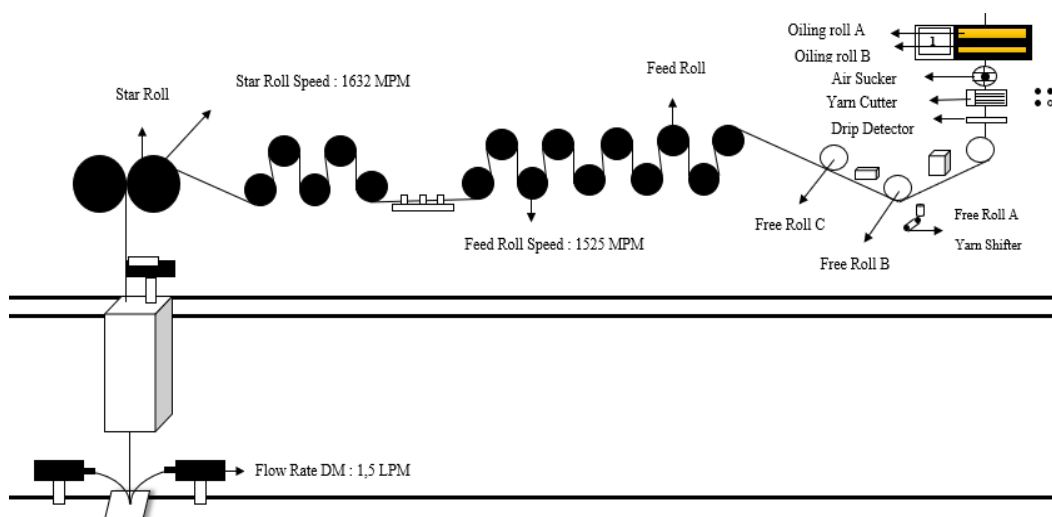 Oiling roll A
1
Oiling roll B
Star Roll Speed : 1632 MPM
Feed Roll
Air Sucker
Star Roll
Yarn Cutter
Drip Detector
Free Roll C
Free Roll A
Feed Roll Speed : 1525 MPM
Yarn Shifter
Free Roll B
Flow Rate DM : 1,5 LPM